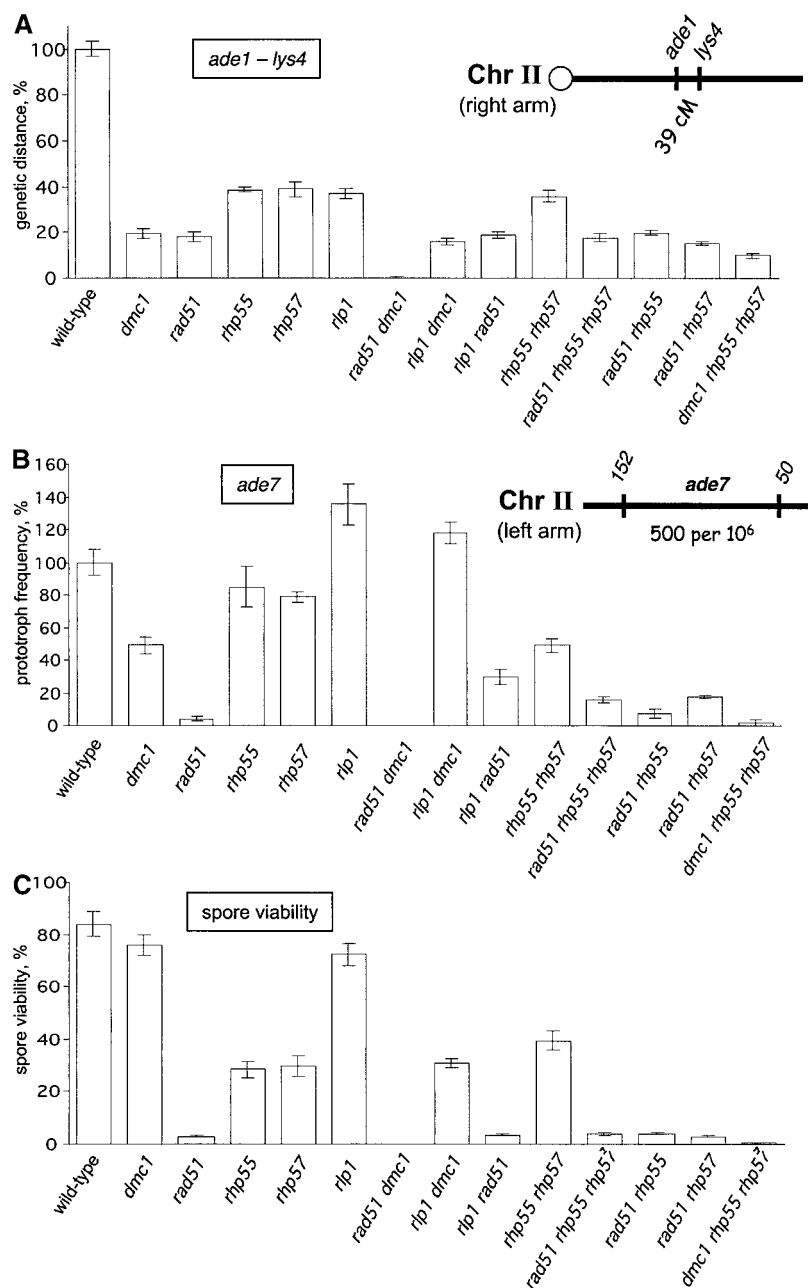 A
genetic distance, %
100
80
60
40
20
0
ade1 – lys4
Chr II
(right arm)
ade1
lys4
39 cM
wild-type
dmc1
rad51
rhp55
rhp57
rlp1
rad51 dmc1
rlp1 dmc1
rlp1 rad51
rhp55 rhp57
rad51 rhp55 rhp57
rad51 rhp55
rad51 rhp57
dmc1 rhp55 rhp57
B
prototroph frequency, %
160
140
120
100
80
60
40
20
0
ade7
Chr II
(left arm)
152
ade7
50
500 per 10⁶
wild-type
dmc1
rad51
rhp55
rhp57
rlp1
rad51 dmc1
rlp1 dmc1
rlp1 rad51
rhp55 rhp57
rad51 rhp55 rhp57
rad51 rhp55
rad51 rhp57
dmc1 rhp55 rhp57
C
spore viability, %
100
80
60
40
20
0
spore viability
wild-type
dmc1
rad51
rhp55
rhp57
rlp1
rad51 dmc1
rlp1 dmc1
rlp1 rad51
rhp55 rhp57
rad51 rhp55 rhp57
rad51 rhp55
rad51 rhp57
dmc1 rhp55 rhp57